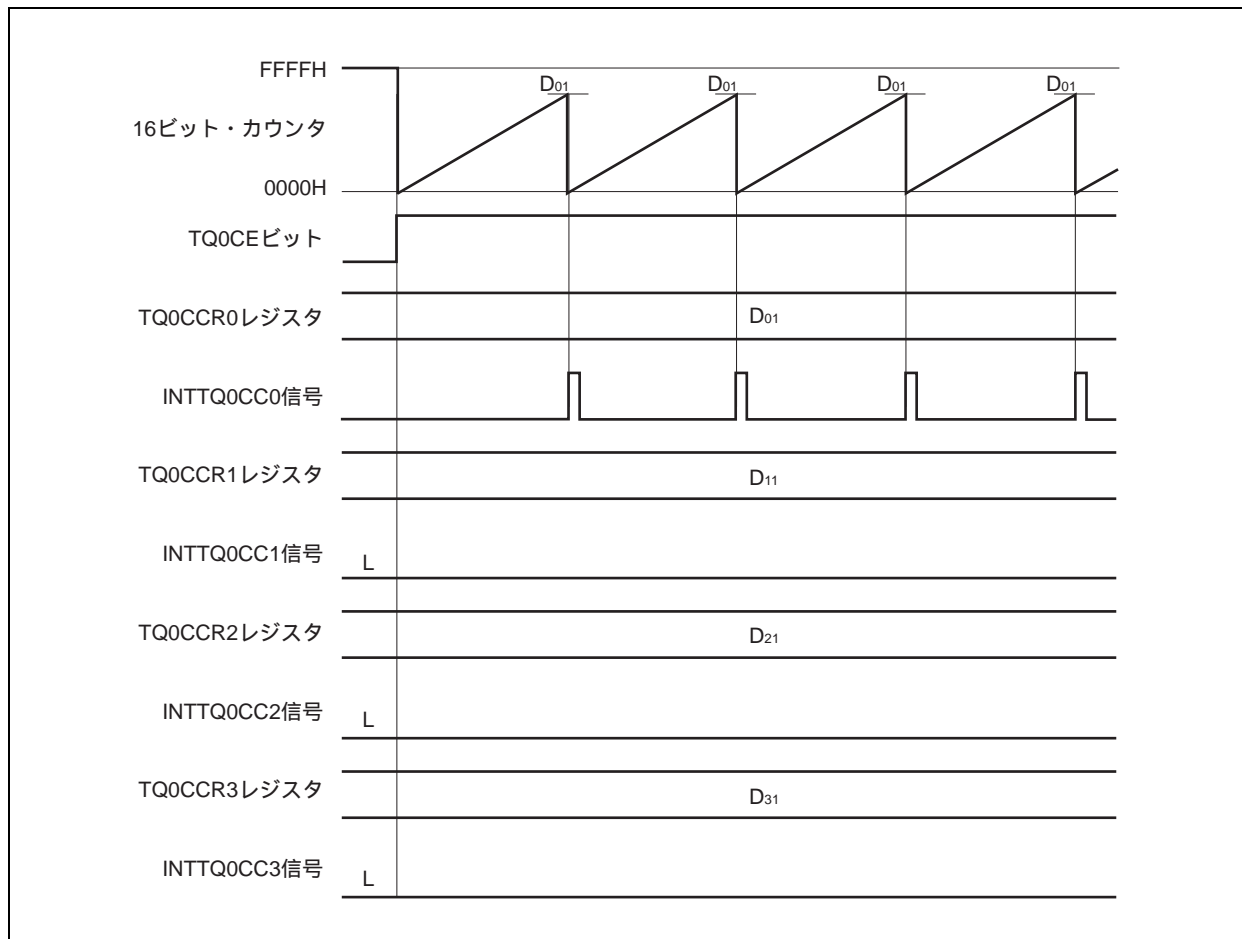 FFFFH
D01 D01 D01 D01
16ビット・カウンタ
0000H
TQ0CEビット
TQ0CCR0レジスタ
D01
INTTQ0CC0信号
TQ0CCR1レジスタ
D11
INTTQ0CC1信号
L
TQ0CCR2レジスタ
D21
INTTQ0CC2信号
L
TQ0CCR3レジスタ
D31
INTTQ0CC3信号
L